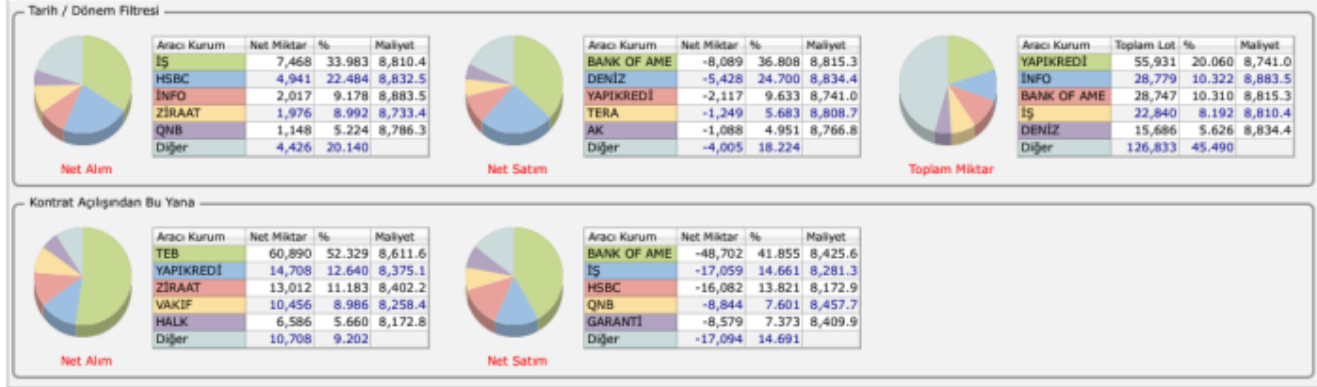 Tarih / Dönem Filtresi
Aracı Kurum Net Miktar % Maliyet
İŞ 7,468 33.983 8,810.4
HSBC 4,941 22.484 8,832.5
İNFO 2,017 9.178 8,883.5
ZİRAAT 1,976 8.992 8,733.4
QNB 1,148 5.224 8,786.3
Diğer 4,426 20.140
Net Alım
Aracı Kurum Net Miktar % Maliyet
BANK OF AME -8,089 36.808 8,815.3
DENİZ -5,428 24.700 8,834.4
YAPIKREDİ -2,117 9.633 8,741.0
TERA -1,249 5.683 8,808.7
AK -1,088 4.951 8,766.8
Diğer -4,005 18.224
Net Satım
Aracı Kurum Toplam Lot % Maliyet
YAPIKREDİ 55,931 20.060 8,741.0
İNFO 28,779 10.322 8,883.5
BANK OF AME 28,747 10.310 8,815.3
İŞ 22,840 8.192 8,810.4
DENİZ 15,686 5.626 8,834.4
Diğer 126,833 45.490
Toplam Miktar
Kontrat Açılışından Bu Yana
Aracı Kurum Net Miktar % Maliyet
TEB 60,890 52.329 8,611.6
YAPIKREDİ 14,708 12.640 8,375.1
ZİRAAT 13,012 11.183 8,402.2
VAKIF 10,456 8.986 8,258.4
HALK 6,586 5.660 8,172.8
Diğer 10,708 9.202
Net Alım
Aracı Kurum Net Miktar % Maliyet
BANK OF AME -48,702 41.855 8,425.6
İŞ -17,059 14.661 8,281.3
HSBC -16,082 13.821 8,172.9
QNB -8,844 7.601 8,457.7
GARANTİ -8,579 7.373 8,409.9
Diğer -17,094 14.691
Net Satım